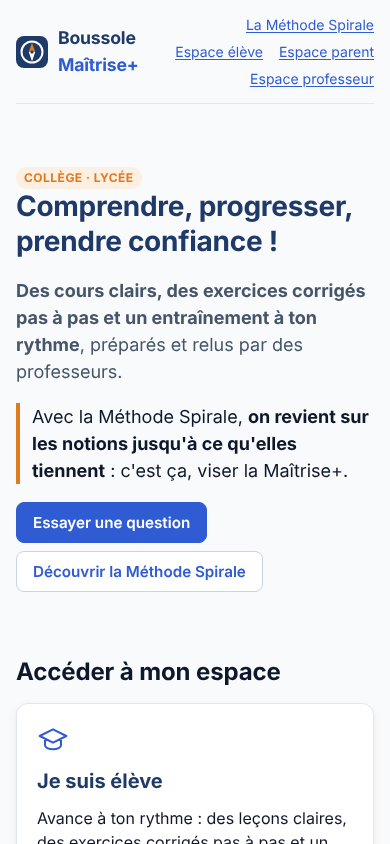 Boussole
Maîtrise+
La Méthode Spirale
Espace élève Espace parent
Espace professeur
COLLÈGE · LYCÉE
Comprendre, progresser,
prendre confiance !
Des cours clairs, des exercices corrigés
pas à pas et un entraînement à ton
rythme, préparés et relus par des
professeurs.
Avec la Méthode Spirale, on revient sur
les notions jusqu'à ce qu'elles
tiennent : c'est ça, viser la Maîtrise+.
Essayer une question
Découvrir la Méthode Spirale
Accéder à mon espace
Je suis élève
Avance à ton rythme : des leçons claires,
des exercices corrigés pas à pas et un